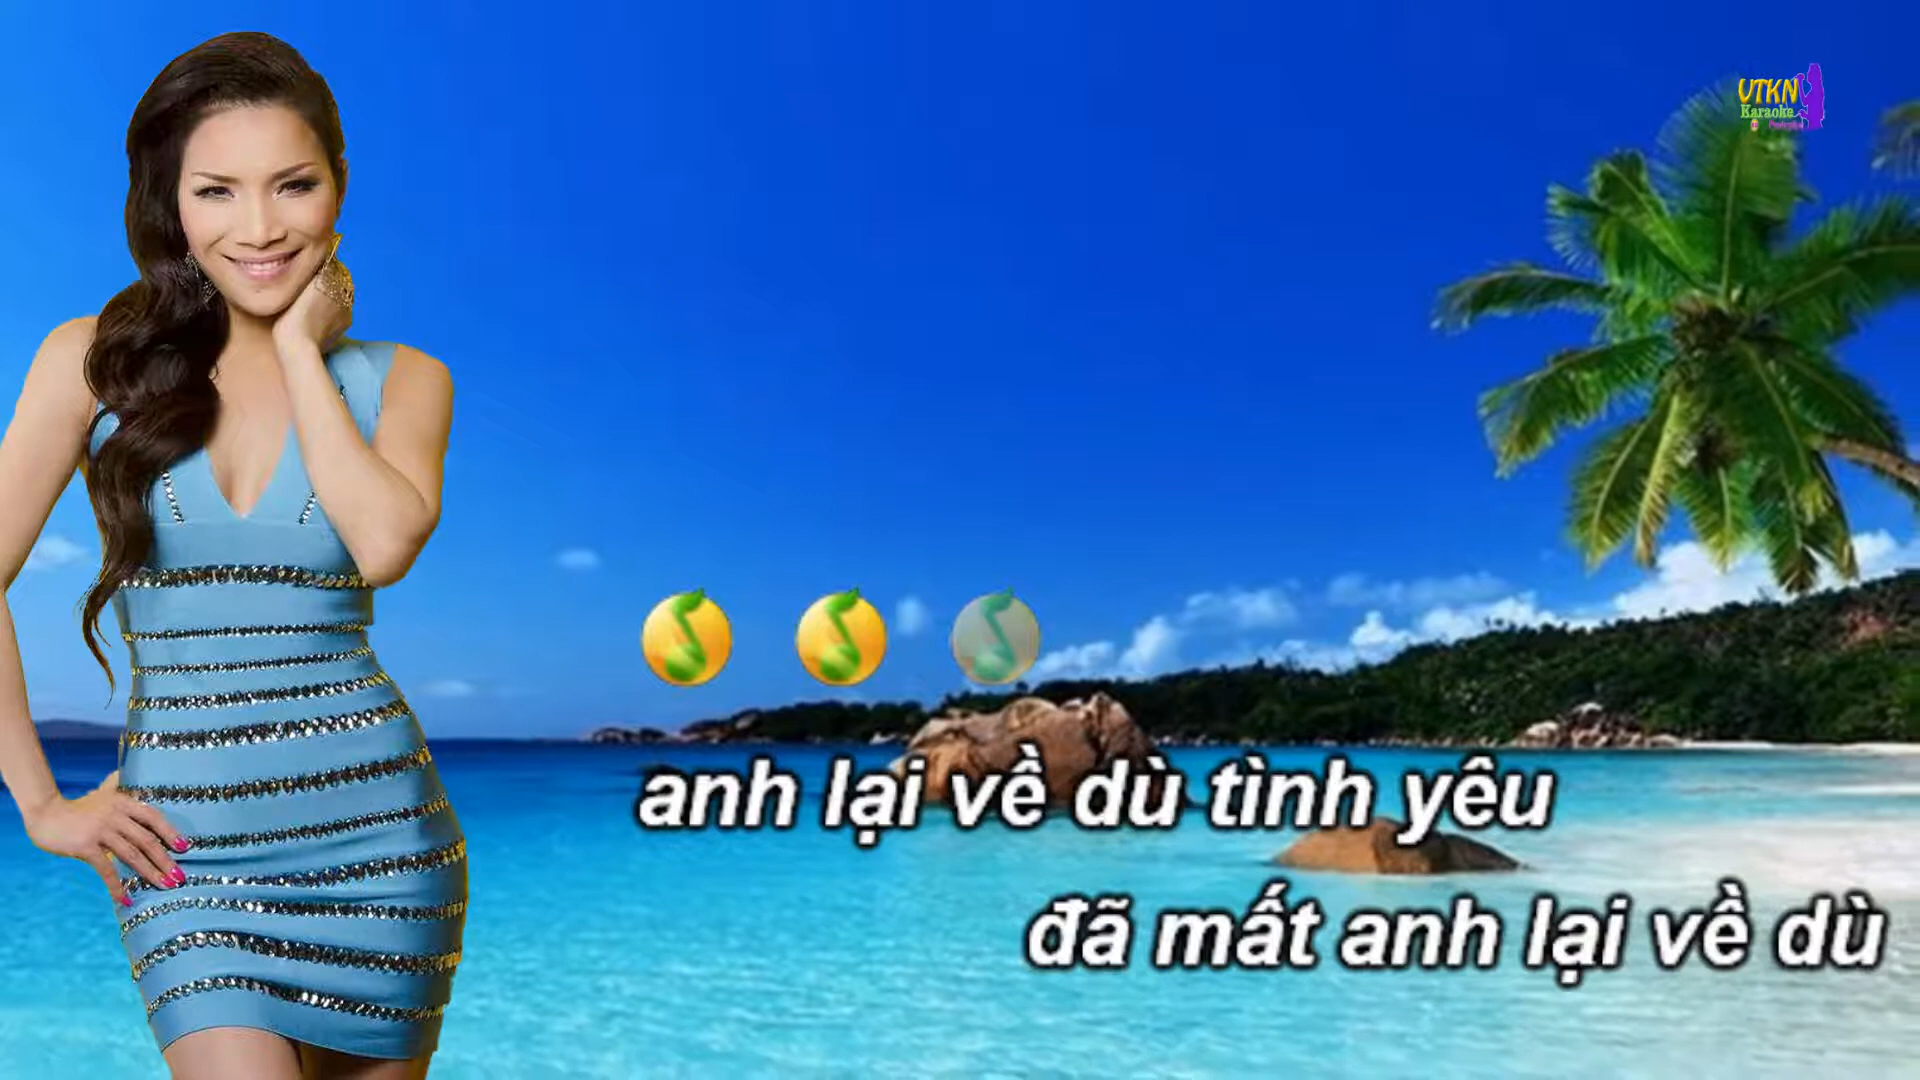 VTKN
Karaoke
anh lại về dù tình yêu
đã mất anh lại về dù